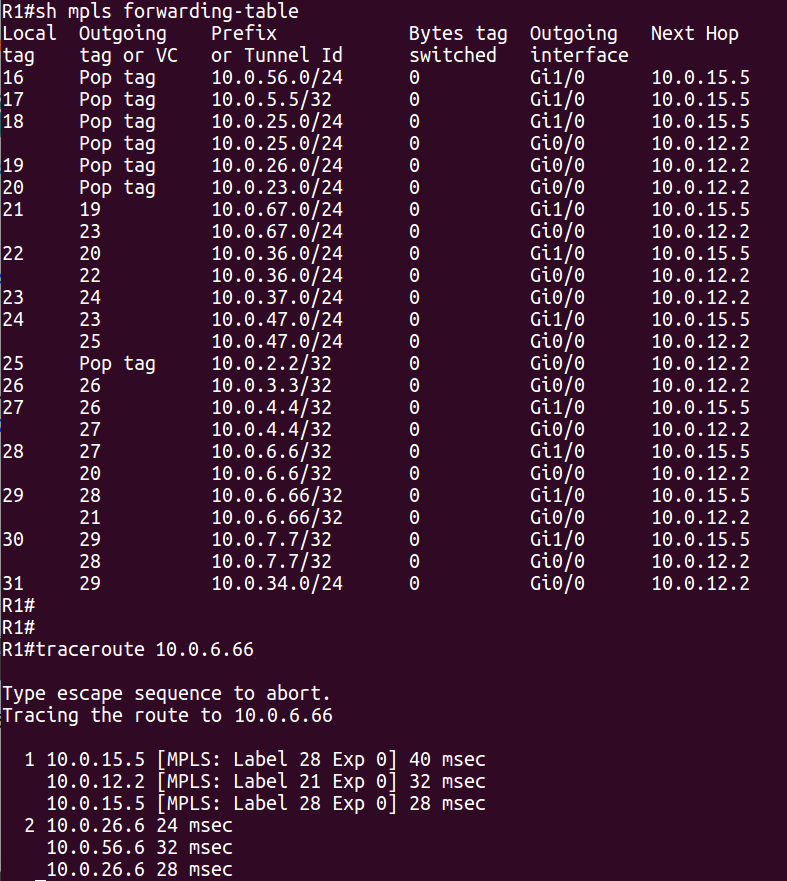 R1#sh mpls forwarding-table
Local  Outgoing    Prefix            Bytes tag  Outgoing   Next Hop
tag    tag or VC   or Tunnel Id      switched   interface
16     Pop tag     10.0.56.0/24      0          Gi1/0      10.0.15.5
17     Pop tag     10.0.5.5/32       0          Gi1/0      10.0.15.5
18     Pop tag     10.0.25.0/24      0          Gi1/0      10.0.15.5
       Pop tag     10.0.25.0/24      0          Gi0/0      10.0.12.2
19     Pop tag     10.0.26.0/24      0          Gi0/0      10.0.12.2
20     Pop tag     10.0.23.0/24      0          Gi0/0      10.0.12.2
21     19          10.0.67.0/24      0          Gi1/0      10.0.15.5
       23          10.0.67.0/24      0          Gi0/0      10.0.12.2
22     20          10.0.36.0/24      0          Gi1/0      10.0.15.5
       22          10.0.36.0/24      0          Gi0/0      10.0.12.2
23     24          10.0.37.0/24      0          Gi0/0      10.0.12.2
24     23          10.0.47.0/24      0          Gi1/0      10.0.15.5
       25          10.0.47.0/24      0          Gi0/0      10.0.12.2
25     Pop tag     10.0.2.2/32       0          Gi0/0      10.0.12.2
26     26          10.0.3.3/32       0          Gi0/0      10.0.12.2
27     26          10.0.4.4/32       0          Gi1/0      10.0.15.5
       27          10.0.4.4/32       0          Gi0/0      10.0.12.2
28     27          10.0.6.6/32       0          Gi1/0      10.0.15.5
       20          10.0.6.6/32       0          Gi0/0      10.0.12.2
29     28          10.0.6.66/32      0          Gi1/0      10.0.15.5
       21          10.0.6.66/32      0          Gi0/0      10.0.12.2
30     29          10.0.7.7/32       0          Gi1/0      10.0.15.5
       28          10.0.7.7/32       0          Gi0/0      10.0.12.2
31     29          10.0.34.0/24      0          Gi0/0      10.0.12.2
R1#
R1#
R1#traceroute 10.0.6.66
Type escape sequence to abort.
Tracing the route to 10.0.6.66
  1 10.0.15.5 [MPLS: Label 28 Exp 0] 40 msec
    10.0.12.2 [MPLS: Label 21 Exp 0] 32 msec
    10.0.15.5 [MPLS: Label 28 Exp 0] 28 msec
  2 10.0.26.6 24 msec
    10.0.56.6 32 msec
    10.0.26.6 28 msec